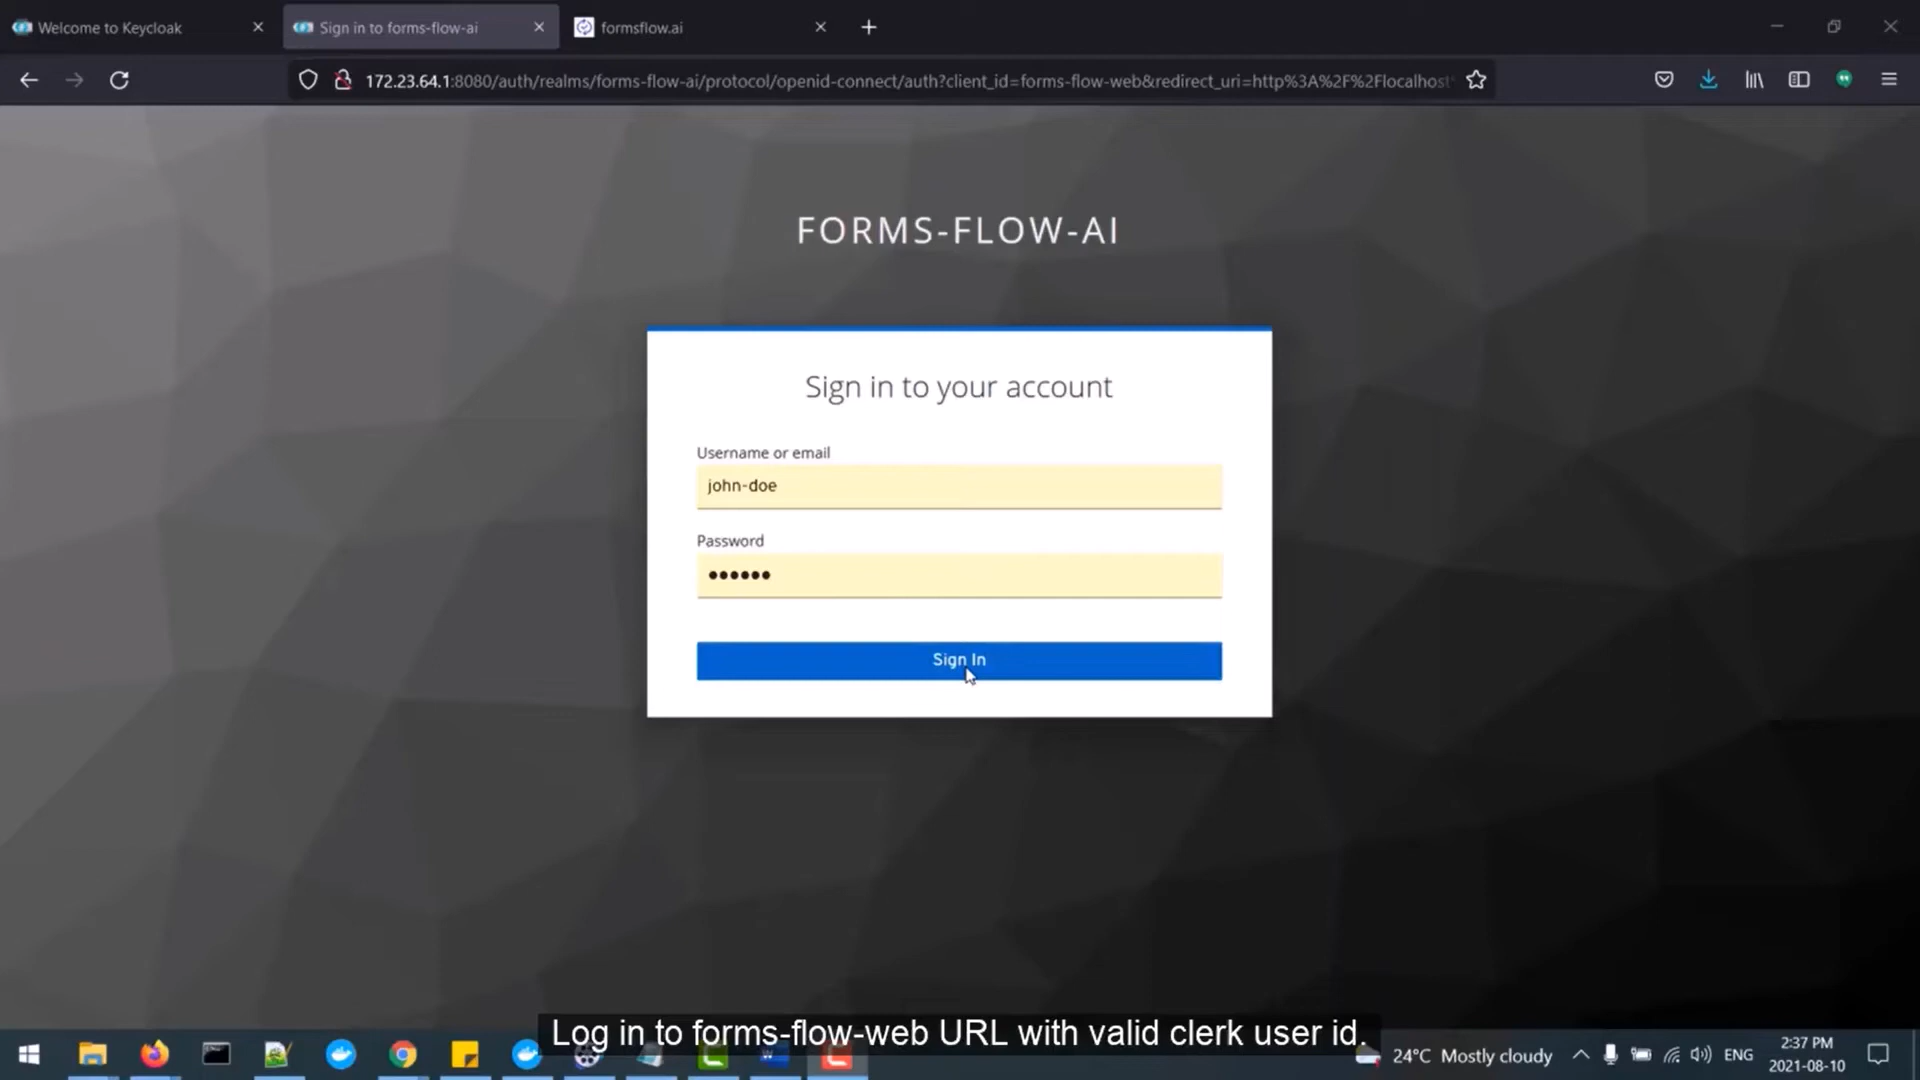 Welcome to Keycloak
Sign in to forms-flow-ai
formsflow.ai
172.23.64.1:8080/auth/realms/forms-flow-ai/protocol/openid-connect/auth?client_id=forms-flow-web&redirect_uri=http%3A%2F%2Flocalhost
FORMS-FLOW-AI
Sign in to your account
Username or email
john-doe
Password
Sign In
Log in to forms-flow-web URL with valid clerk user id.
24°C Mostly cloudy
ENG
2:37 PM
2021-08-10